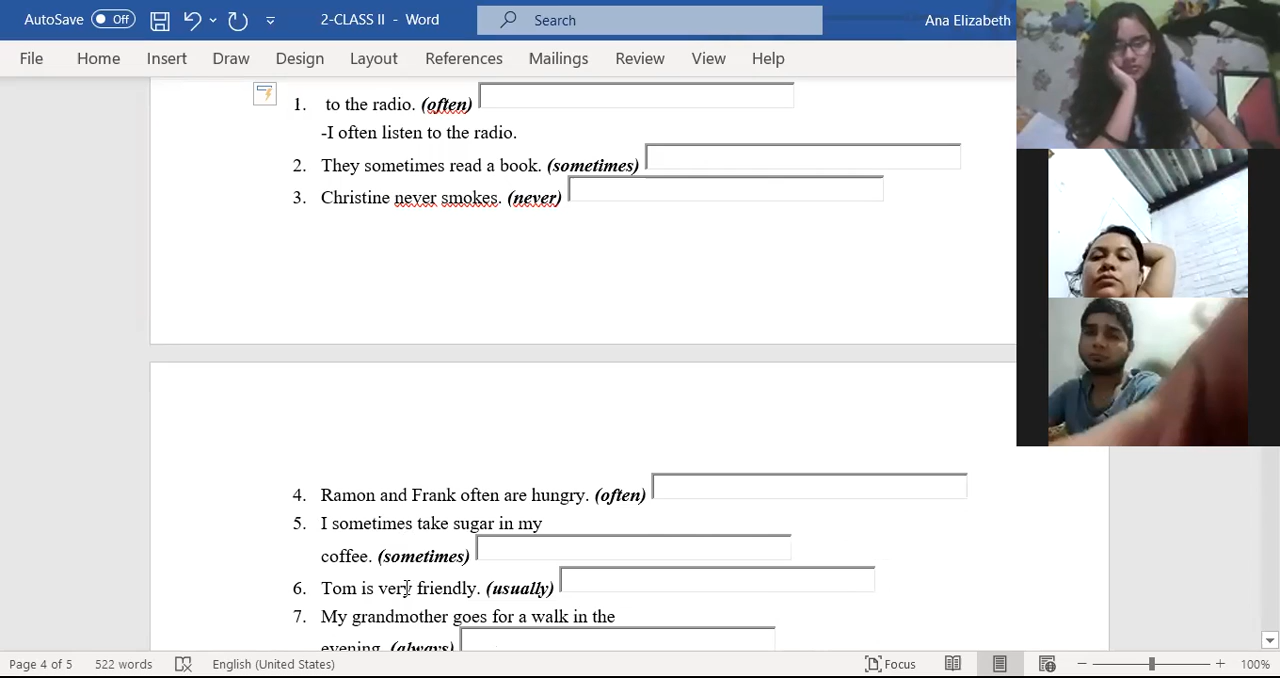 AutoSave Off 2-CLASS II - Word Search Ana Elizabeth
File Home Insert Draw Design Layout References Mailings Review View Help
1. to the radio. (often)
-I often listen to the radio.
2. They sometimes read a book. (sometimes)
3. Christine never smokes. (never)
4. Ramon and Frank often are hungry. (often)
5. I sometimes take sugar in my
coffee. (sometimes)
6. Tom is very friendly. (usually)
7. My grandmother goes for a walk in the
evening. (always)
Page 4 of 5 522 words English (United States) Focus 100%